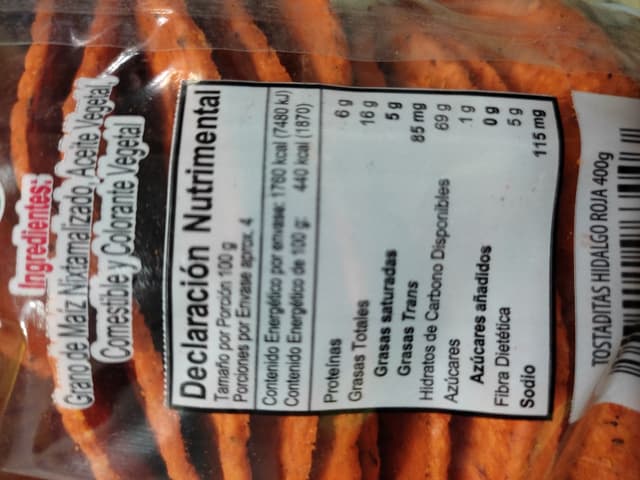 Ingredientes:
Grano de Maíz Nixtamalizado, Aceite Vegetal
Comestible y Colorante Vegetal
Declaración Nutrimental
Tamaño por Porción 100 g
Porciones por Envase aprox. 4
Contenido Energético por envase: 1760 kcal (7480 kJ)
Contenido Energético de 100 g: 440 kcal (1870)
Proteínas 6 g
Grasas Totales 16 g
Grasas saturadas 5 g
Grasas Trans 85 mg
Hidratos de Carbono Disponibles 69 g
Azúcares 1 g
Azúcares añadidos 0 g
Fibra Dietética 5 g
Sodio 115 mg
TOSTADITAS HIDALGO ROJA 400g